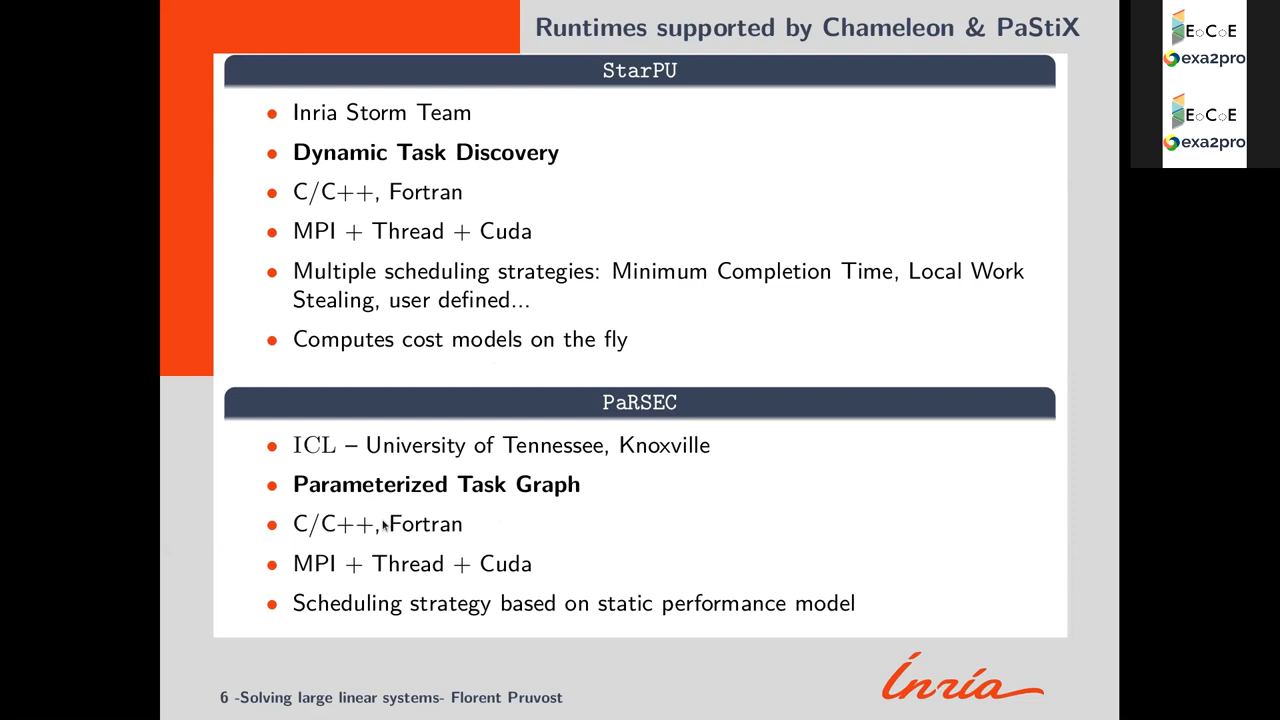 Runtimes supported by Chameleon & PaStiX
StarPU
• Inria Storm Team
• Dynamic Task Discovery
• C/C++, Fortran
• MPI + Thread + Cuda
• Multiple scheduling strategies: Minimum Completion Time, Local Work
Stealing, user defined...
• Computes cost models on the fly
PaRSEC
• ICL – University of Tennessee, Knoxville
• Parameterized Task Graph
• C/C++, Fortran
• MPI + Thread + Cuda
• Scheduling strategy based on static performance model
6 -Solving large linear systems- Florent Pruvost
Inria
EoCoE
exa2pro
EoCoE
exa2pro